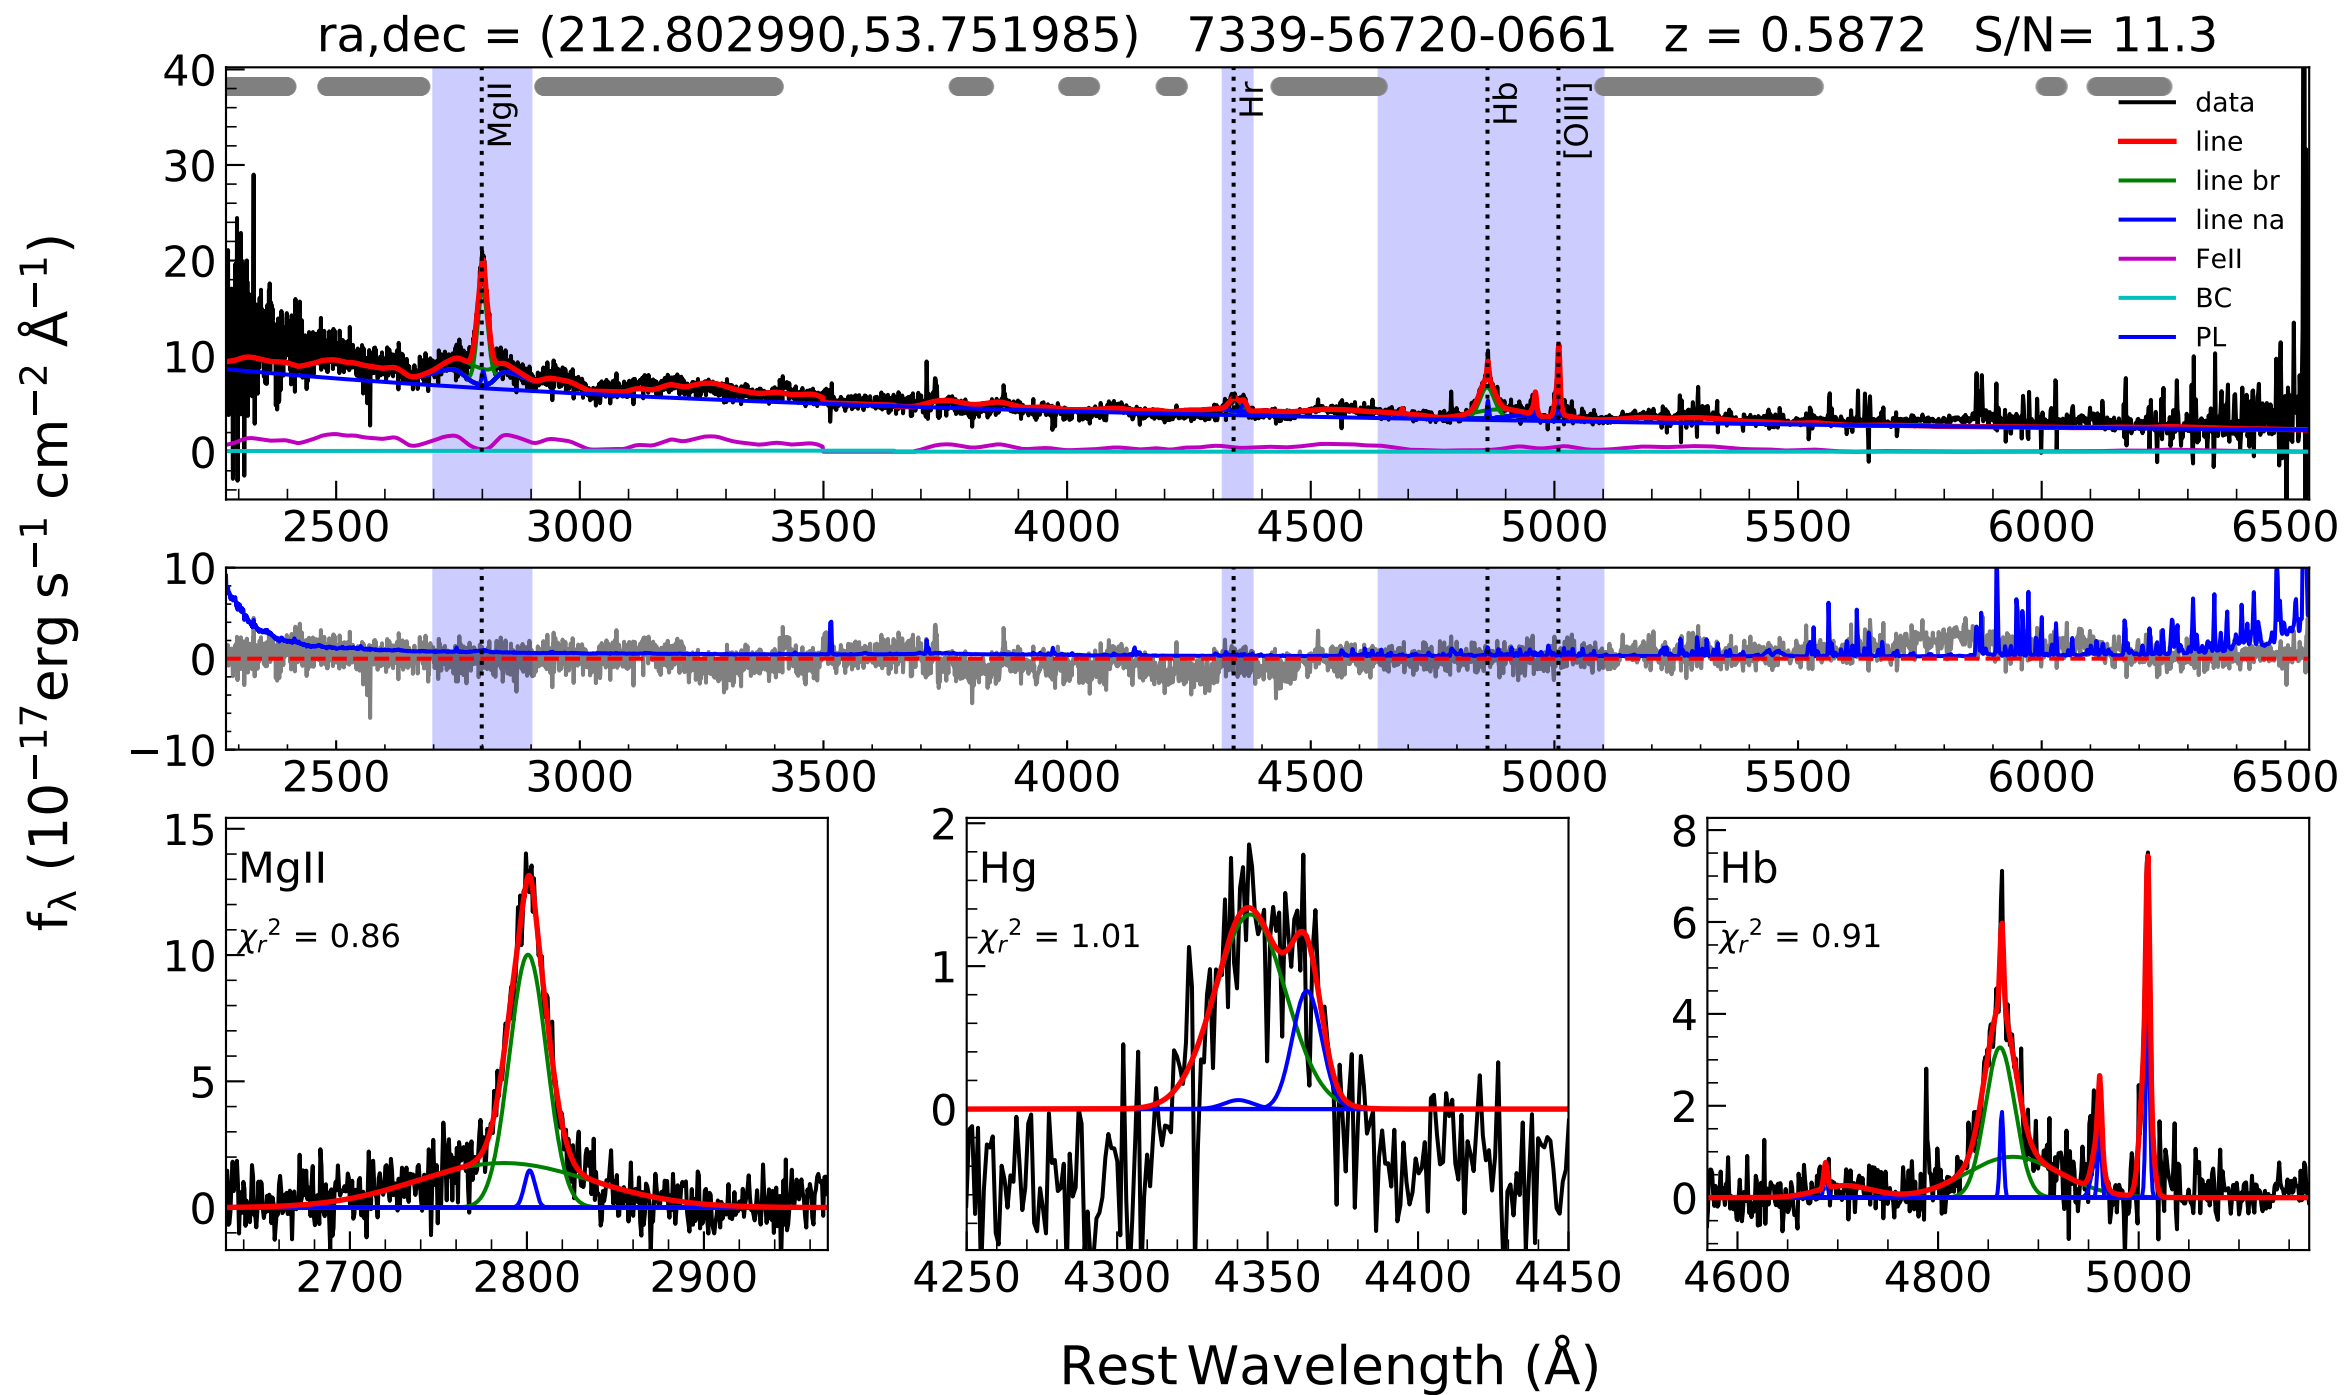 ra,dec = (212.802990,53.751985)   7339-56720-0661   z = 0.5872   S/N= 11.3
40
30
20
10
0
MgII
Hr
Hb
[OIII]
data
line
line br
line na
FeII
BC
PL
2500 3000 3500 4000 4500 5000 5500 6000 6500
10
0
−10
2500 3000 3500 4000 4500 5000 5500 6000 6500
fλ (10⁻¹⁷erg s⁻¹ cm⁻² Å⁻¹)
15
10
5
0
MgII
χᵣ² = 0.86
2700 2800 2900
2
1
0
Hg
χᵣ² = 1.01
4250 4300 4350 4400 4450
8
6
4
2
0
Hb
χᵣ² = 0.91
4600 4800 5000
Rest Wavelength (Å)